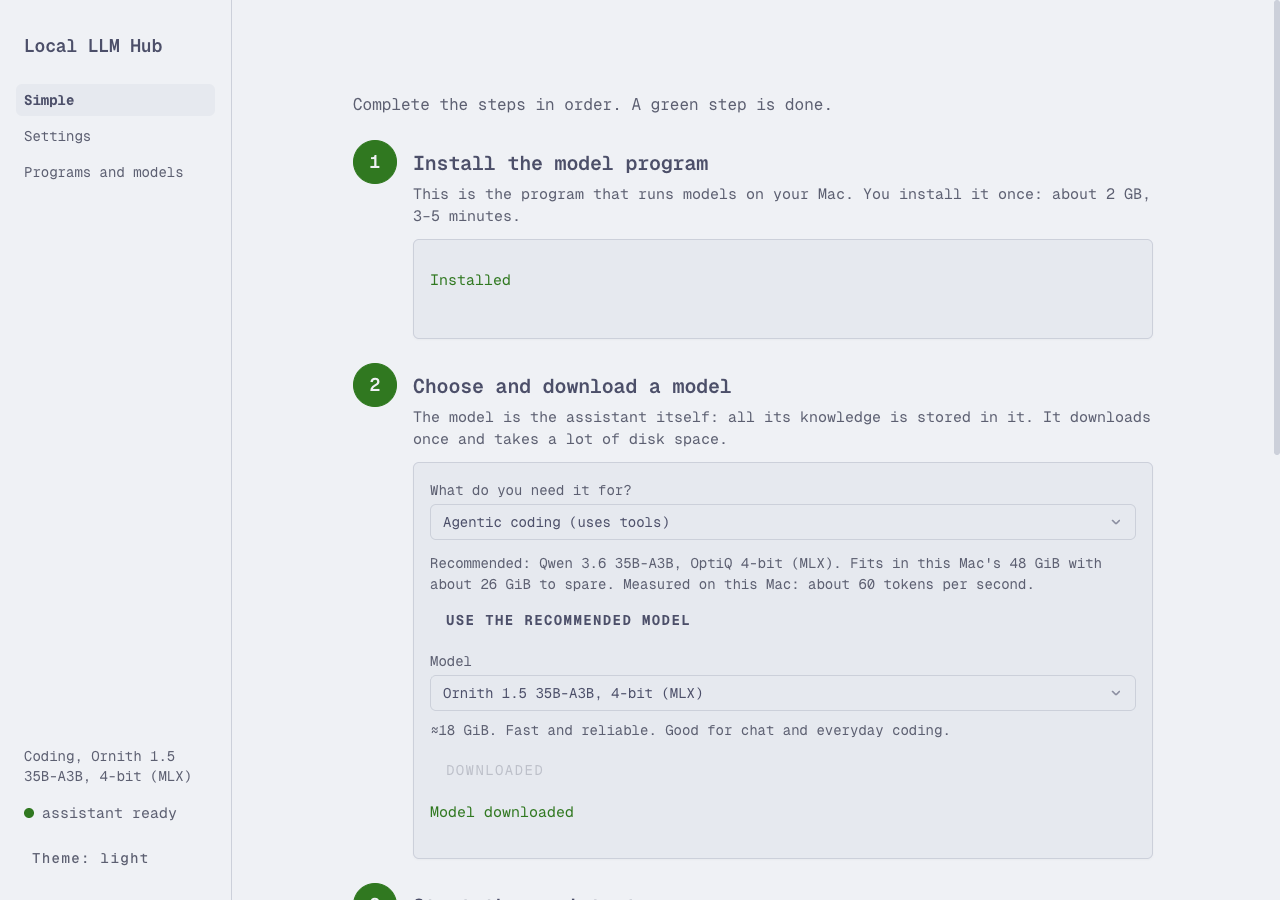 Local LLM Hub
Simple
Settings
Programs and models
Coding, Ornith 1.5
35B-A3B, 4-bit (MLX)
assistant ready
Theme: light
Complete the steps in order. A green step is done.
1
Install the model program
This is the program that runs models on your Mac. You install it once: about 2 GB,
3–5 minutes.
Installed
2
Choose and download a model
The model is the assistant itself: all its knowledge is stored in it. It downloads
once and takes a lot of disk space.
What do you need it for?
Agentic coding (uses tools)
Recommended: Qwen 3.6 35B-A3B, OptiQ 4-bit (MLX). Fits in this Mac's 48 GiB with
about 26 GiB to spare. Measured on this Mac: about 60 tokens per second.
USE THE RECOMMENDED MODEL
Model
Ornith 1.5 35B-A3B, 4-bit (MLX)
≈18 GiB. Fast and reliable. Good for chat and everyday coding.
DOWNLOADED
Model downloaded